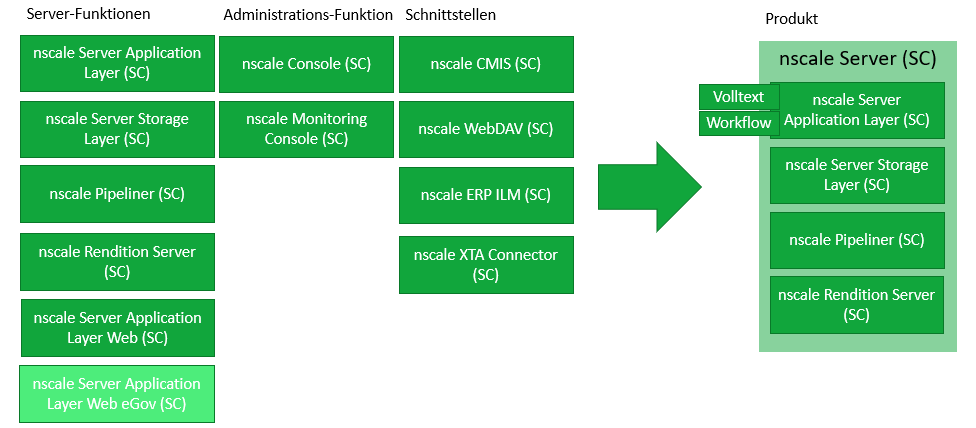 Server-Funktionen
nscale Server Application
Layer (SC)
nscale Server Storage
Layer (SC)
nscale Pipeliner (SC)
nscale Rendition Server
(SC)
nscale Server Application
Layer Web (SC)
nscale Server Application
Layer Web eGov (SC)
Administrations-Funktion
nscale Console (SC)
nscale Monitoring
Console (SC)
Schnittstellen
nscale CMIS (SC)
nscale WebDAV (SC)
nscale ERP ILM (SC)
nscale XTA Connector
(SC)
Produkt
nscale Server (SC)
Volltext
Workflow
nscale Server
Application Layer (SC)
nscale Server Storage
Layer (SC)
nscale Pipeliner (SC)
nscale Rendition Server
(SC)